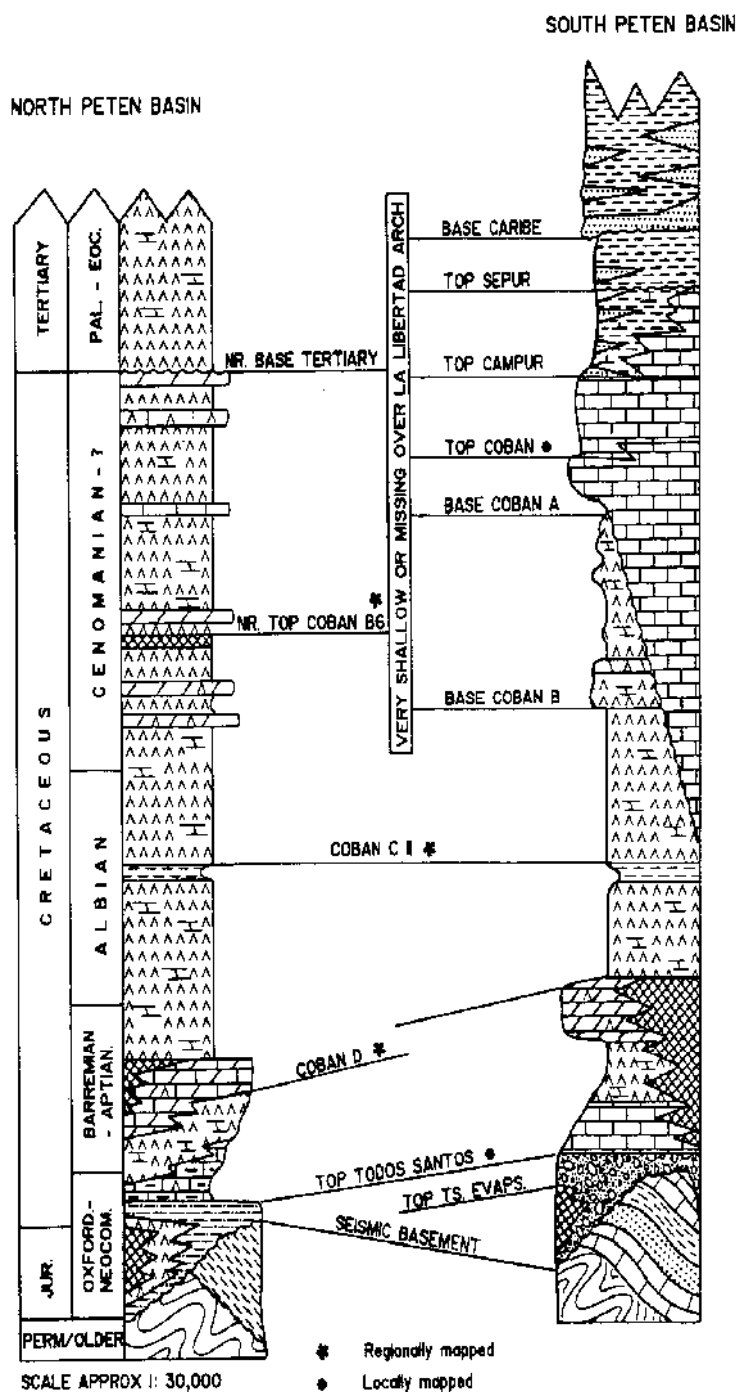 SOUTH PETEN BASIN
NORTH PETEN BASIN
TERTIARY
PAL. - EOC.
CRETACEOUS
CENOMANIAN - ?
ALBIAN
BARREMIAN
- APTIAN.
JUR.
OXFORD.-
NEOCOM.
PERM/OLDER
VERY SHALLOW OR MISSING OVER LA LIBERTAD ARCH
BASE CARIBE
TOP SEPUR
NR. BASE TERTIARY
TOP CAMPUR
TOP COBAN
BASE COBAN A
NR. TOP COBAN B6
BASE COBAN B
COBAN C II
COBAN D
TOP TODOS SANTOS
TOP TS. EVAPS.
SEISMIC BASEMENT
* Regionally mapped
SCALE APPROX 1: 30,000
• Locally mapped